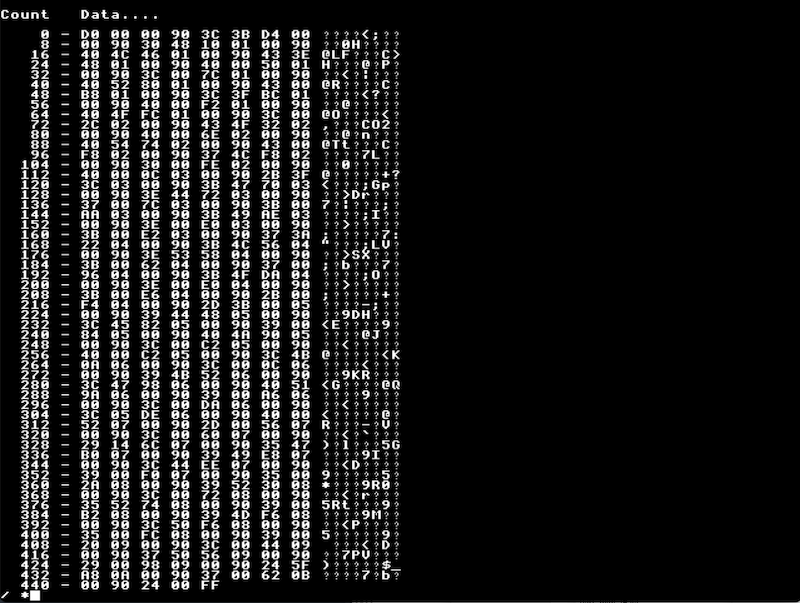 Count Data....
0 - D0 00 00 90 3C 3B D4 00 ????<;??
8 - 00 90 30 48 10 01 00 90 ??0H????
16 - 40 4C 46 01 00 90 43 3E @LF???C>
24 - 48 01 00 90 40 00 50 01 H???@?P?
32 - 00 90 3C 00 7C 01 00 90 ??<?|???
40 - 40 52 80 01 00 90 43 00 @R????C?
48 - B8 01 00 90 3C 3F BC 01 ????<???
56 - 00 90 40 00 F2 01 00 90 ??@?????
64 - 40 4F FC 01 00 90 3C 00 @O????<?
72 - 2C 02 00 90 43 4F 32 02 ,???CO2?
80 - 00 90 40 00 6E 02 00 90 ??@?n???
88 - 40 54 74 02 00 90 43 00 @Tt???C?
96 - F8 02 00 90 37 4C F8 02 ????7L??
104 - 00 90 30 00 FE 02 00 90 ??0?????
112 - 40 00 0C 03 00 90 2B 3F @?????+?
120 - 3C 03 00 90 3B 47 70 03 <???;Gp?
128 - 00 90 3E 44 72 03 00 90 ??>Dr???
136 - 37 00 7C 03 00 90 3B 00 7?|???;?
144 - AA 03 00 90 3B 49 AE 03 ????;I??
152 - 00 90 3E 00 E0 03 00 90 ??>?????
160 - 3B 00 E2 03 00 90 37 3A ;?????7:
168 - 22 04 00 90 3B 4C 56 04 "???;LV?
176 - 00 90 3E 53 58 04 00 90 ??>SX???
184 - 3B 00 62 04 00 90 37 00 ;?b???7?
192 - 96 04 00 90 3B 4F DA 04 ????;O??
200 - 00 90 3E 00 E0 04 00 90 ??>?????
208 - 3B 00 E6 04 00 90 2B 00 ;?????+?
216 - F4 04 00 90 2D 3B 00 05 ????-;??
224 - 00 90 39 44 48 05 00 90 ??9DH???
232 - 3C 45 82 05 00 90 39 00 <E????9?
240 - 84 05 00 90 40 4A 90 05 ????@J??
248 - 00 90 3C 00 C2 05 00 90 ??<?????
256 - 40 00 C2 05 00 90 3C 4B @?????<K
264 - 0A 06 00 90 3C 00 0C 06 ????<???
272 - 00 90 39 4B 52 06 00 90 ??9KR???
280 - 3C 47 98 06 00 90 40 51 <G????@Q
288 - 9A 06 00 90 39 00 A6 06 ????9???
296 - 00 90 3C 00 D0 06 00 90 ??<?????
304 - 3C 05 DE 06 00 90 40 00 <?????@?
312 - 52 07 00 90 2D 00 56 07 R???-?V?
320 - 00 90 3C 00 60 07 00 90 ??<?`???
328 - 29 14 6C 07 00 90 35 47 )?l???5G
336 - B0 07 00 90 39 49 E8 07 ????9I??
344 - 00 90 3C 44 EE 07 00 90 ??<D????
352 - 39 00 F0 07 00 90 35 00 9?????5?
360 - 2A 08 00 90 39 52 30 08 *???9R0?
368 - 00 90 3C 00 72 08 00 90 ??<?r???
376 - 35 52 74 08 00 90 39 00 5Rt???9?
384 - B2 08 00 90 39 4D F6 08 ????9M??
392 - 00 90 3C 50 F6 08 00 90 ??<P????
400 - 35 00 FC 08 00 90 39 00 5?????9?
408 - 20 09 00 90 3C 00 44 09 ???<?D?
416 - 00 90 37 50 56 09 00 90 ??7PV???
424 - 29 00 98 09 00 90 24 5F )?????$_
432 - A8 0A 00 90 37 00 62 0B ????7?b?
440 - 00 90 24 00 FF
/ *